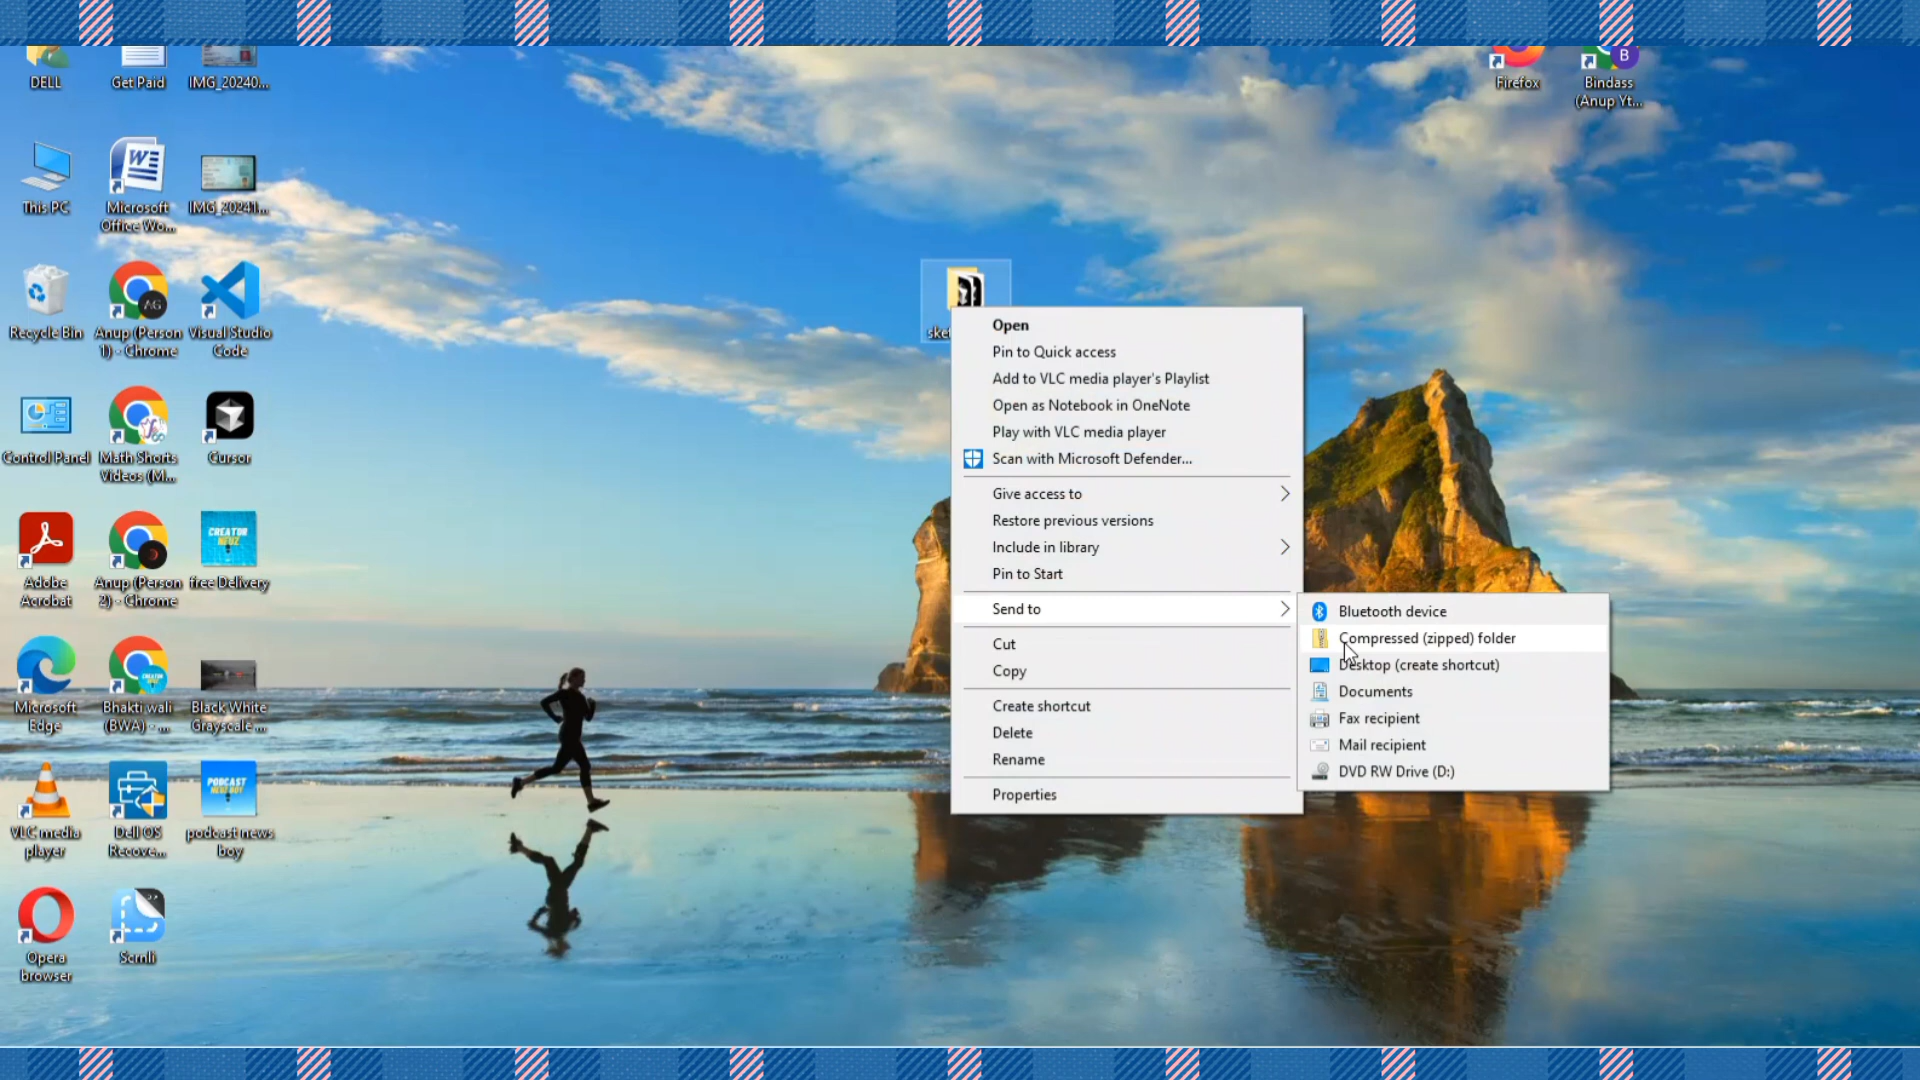 DELL
Get Paid
IMG_20240...
Firefox
Bindass
(Anup Yt...
This PC
Microsoft
Office Wo...
IMG_20241...
Recycle Bin
Anup (Person
1) - Chrome
Visual Studio
Code
Control Panel
Math Shorts
Videos (M...
Cursor
Adobe
Acrobat
Anup (Person
2) - Chrome
CREATOR
free Delivery
Microsoft
Edge
Bhakti wali
(BWA) - ...
Black White
Grayscale ...
VLC media
player
Dell OS
Recove...
PODCAST
podcast news
boy
Opera
browser
Scrnli
B
AG
ske
Open
Pin to Quick access
Add to VLC media player's Playlist
Open as Notebook in OneNote
Play with VLC media player
Scan with Microsoft Defender...
Give access to
Restore previous versions
Include in library
Pin to Start
Send to
Cut
Copy
Create shortcut
Delete
Rename
Properties
Bluetooth device
Compressed (zipped) folder
Desktop (create shortcut)
Documents
Fax recipient
Mail recipient
DVD RW Drive (D:)